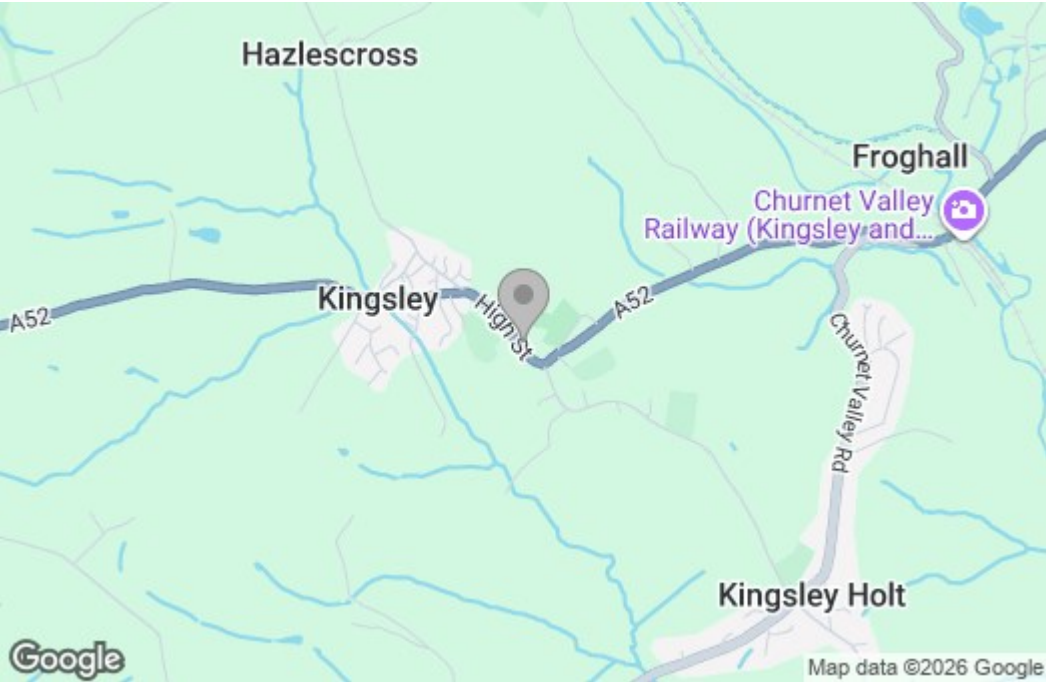 Hazlescross
Froghall
Churnet Valley
Railway (Kingsley and...
Kingsley
High St
A52
A52
Churnet Valley Rd
Kingsley Holt
Google
Map data ©2026 Google